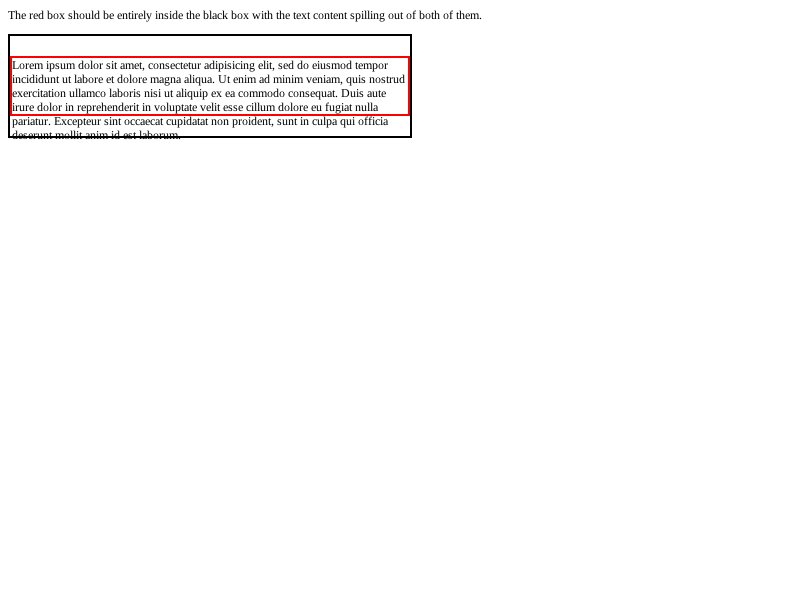 The red box should be entirely inside the black box with the text content spilling out of both of them.
Lorem ipsum dolor sit amet, consectetur adipisicing elit, sed do eiusmod tempor
incididunt ut labore et dolore magna aliqua. Ut enim ad minim veniam, quis nostrud
exercitation ullamco laboris nisi ut aliquip ex ea commodo consequat. Duis aute
irure dolor in reprehenderit in voluptate velit esse cillum dolore eu fugiat nulla
pariatur. Excepteur sint occaecat cupidatat non proident, sunt in culpa qui officia
deserunt mollit anim id est laborum.